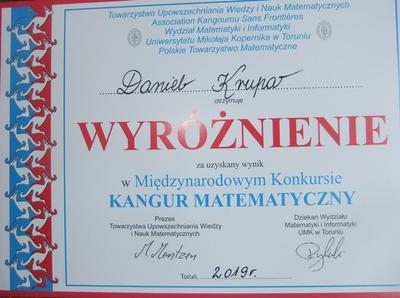 Towarzystwo Upowszechniania Wiedzy i Nauk Matematycznych
Association Kangourou Sans Frontières
Wydział Matematyki i Informatyki
Uniwersytetu Mikołaja Kopernika w Toruniu
Polskie Towarzystwo Matematyczne
Daniel Krupa
otrzymuje
WYRÓŻNIENIE
za uzyskany wynik
w Międzynarodowym Konkursie
KANGUR MATEMATYCZNY
Prezes
Towarzystwa Upowszechniania Wiedzy
i Nauk Matematycznych
Dziekan Wydziału
Matematyki i Informatyki
UMK w Toruniu
Toruń, 2019r.